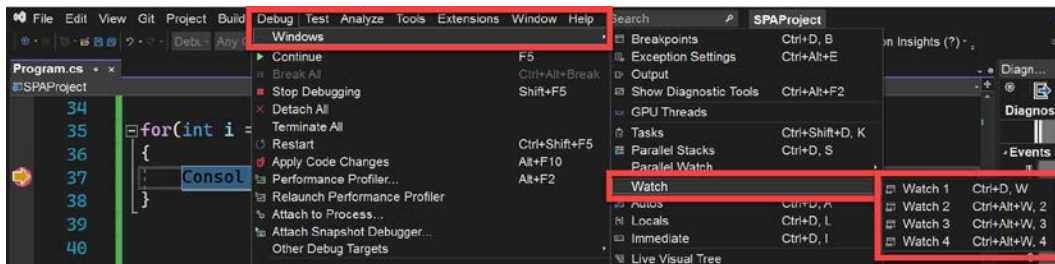 File Edit View Git Project Build Debug Test Analyze Tools Extensions Window Help Search SPAProject
Debu Any on Insights (?)
Program.cs
SPAProject
34
35 for(int i =
36 {
37 Consol
38 }
39
40
Windows
Continue F5
Break All Ctrl+Alt+Break
Stop Debugging Shift+F5
Detach All
Terminate All
Restart Ctrl+Shift+F5
Apply Code Changes Alt+F10
Performance Profiler... Alt+F2
Relaunch Performance Profiler
Attach to Process...
Attach Snapshot Debugger...
Other Debug Targets
Breakpoints Ctrl+D, B
Exception Settings Ctrl+Alt+E
Output
Show Diagnostic Tools Ctrl+Alt+F2
GPU Threads
Tasks Ctrl+Shift+D, K
Parallel Stacks Ctrl+D, S
Parallel Watch
Watch
Autos Ctrl+D, A
Locals Ctrl+D, L
Immediate Ctrl+D, I
Live Visual Tree
Watch 1 Ctrl+D, W
Watch 2 Ctrl+Alt+W, 2
Watch 3 Ctrl+Alt+W, 3
Watch 4 Ctrl+Alt+W, 4
Diagn...
Diagnos
Events